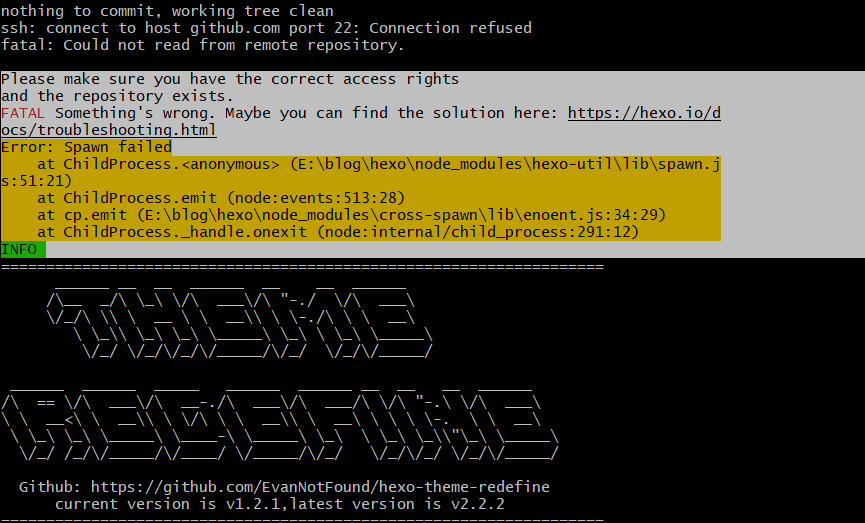 nothing to commit, working tree clean
ssh: connect to host github.com port 22: Connection refused
fatal: Could not read from remote repository.
Please make sure you have the correct access rights
and the repository exists.
FATAL Something's wrong. Maybe you can find the solution here: https://hexo.io/d
ocs/troubleshooting.html
Error: Spawn failed
at ChildProcess.<anonymous> (E:\blog\hexo\node_modules\hexo-util\lib\spawn.j
s:51:21)
at ChildProcess.emit (node:events:513:28)
at cp.emit (E:\blog\hexo\node_modules\cross-spawn\lib\enoent.js:34:29)
at ChildProcess._handle.onexit (node:internal/child_process:291:12)
INFO
THEME
REDEFINE
Github: https://github.com/EvanNotFound/hexo-theme-redefine
current version is v1.2.1,latest version is v2.2.2